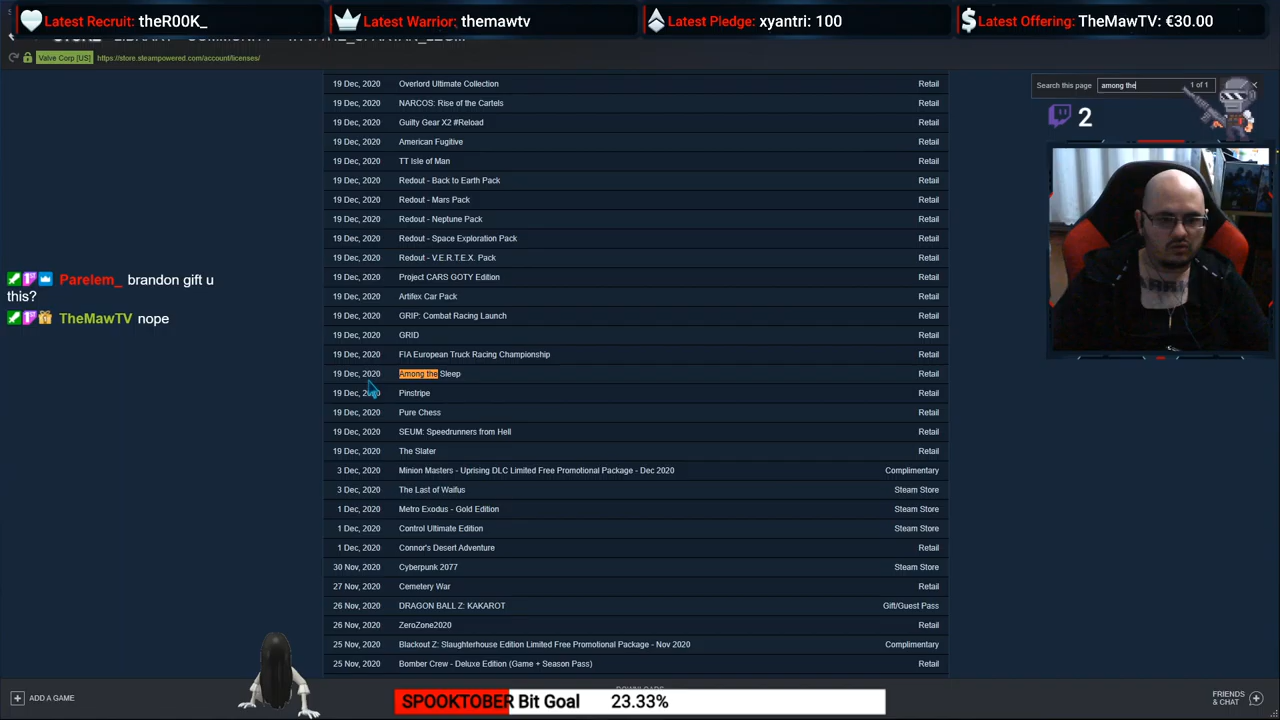 Latest Recruit: theR00K_
Latest Warrior: themawtv
Latest Pledge: xyantri: 100
Latest Offering: TheMawTV: €30.00
Valve Corp [US] https://store.steampowered.com/account/licenses/
Search this page among the 1 of 1
2
19 Dec, 2020 Overlord Ultimate Collection Retail
19 Dec, 2020 NARCOS: Rise of the Cartels Retail
19 Dec, 2020 Guilty Gear X2 #Reload Retail
19 Dec, 2020 American Fugitive Retail
19 Dec, 2020 TT Isle of Man Retail
19 Dec, 2020 Redout - Back to Earth Pack Retail
19 Dec, 2020 Redout - Mars Pack Retail
19 Dec, 2020 Redout - Neptune Pack Retail
19 Dec, 2020 Redout - Space Exploration Pack Retail
19 Dec, 2020 Redout - V.E.R.T.E.X. Pack Retail
19 Dec, 2020 Project CARS GOTY Edition Retail
19 Dec, 2020 Artifex Car Pack Retail
19 Dec, 2020 GRIP: Combat Racing Launch Retail
19 Dec, 2020 GRID Retail
19 Dec, 2020 FIA European Truck Racing Championship Retail
19 Dec, 2020 Among the Sleep Retail
19 Dec, 2020 Pinstripe Retail
19 Dec, 2020 Pure Chess Retail
19 Dec, 2020 SEUM: Speedrunners from Hell Retail
19 Dec, 2020 The Slater Retail
3 Dec, 2020 Minion Masters - Uprising DLC Limited Free Promotional Package - Dec 2020 Complimentary
3 Dec, 2020 The Last of Waifus Steam Store
1 Dec, 2020 Metro Exodus - Gold Edition Steam Store
1 Dec, 2020 Control Ultimate Edition Steam Store
1 Dec, 2020 Connor's Desert Adventure Retail
30 Nov, 2020 Cyberpunk 2077 Steam Store
27 Nov, 2020 Cemetery War Retail
26 Nov, 2020 DRAGON BALL Z: KAKAROT Gift/Guest Pass
26 Nov, 2020 ZeroZone2020 Retail
25 Nov, 2020 Blackout Z: Slaughterhouse Edition Limited Free Promotional Package - Nov 2020 Complimentary
25 Nov, 2020 Bomber Crew - Deluxe Edition (Game + Season Pass) Retail
Parelem_ brandon gift u
this?
TheMawTV nope
ADD A GAME
SPOOKTOBER Bit Goal 23.33%
FRIENDS
& CHAT